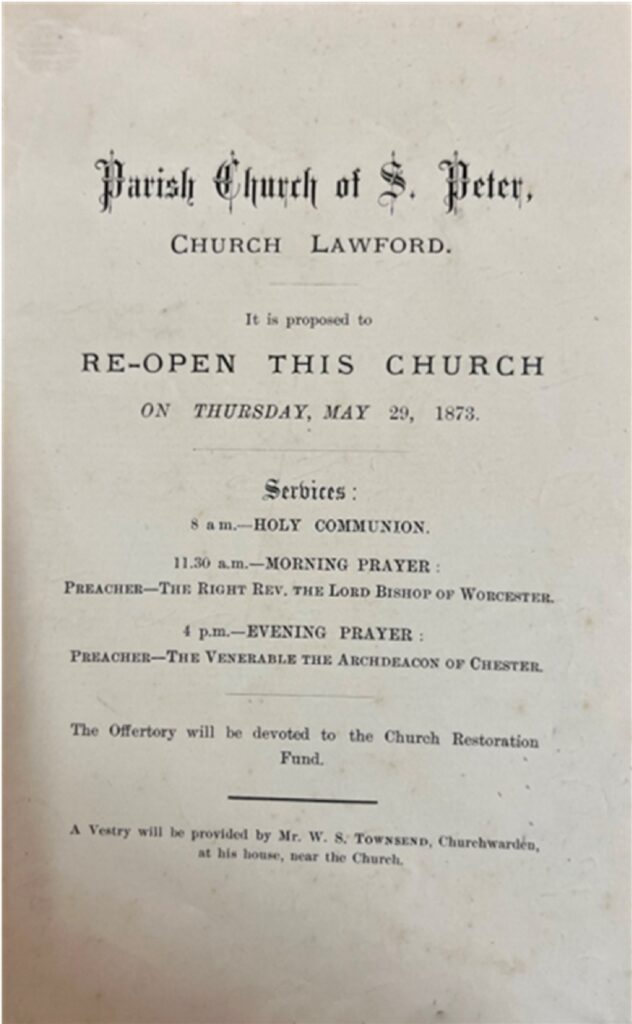 Parish Church of S. Peter,
CHURCH LAWFORD.
It is proposed to
RE-OPEN THIS CHURCH
ON THURSDAY, MAY 29, 1873.
Services:
8 a m.—HOLY COMMUNION.
11.30 a.m.—MORNING PRAYER:
PREACHER—THE RIGHT REV. THE LORD BISHOP OF WORCESTER.
4 p.m.—EVENING PRAYER:
PREACHER—THE VENERABLE THE ARCHDEACON OF CHESTER.
The Offertory will be devoted to the Church Restoration
Fund.
A Vestry will be provided by Mr. W. S. TOWNSEND, Churchwarden,
at his house, near the Church.